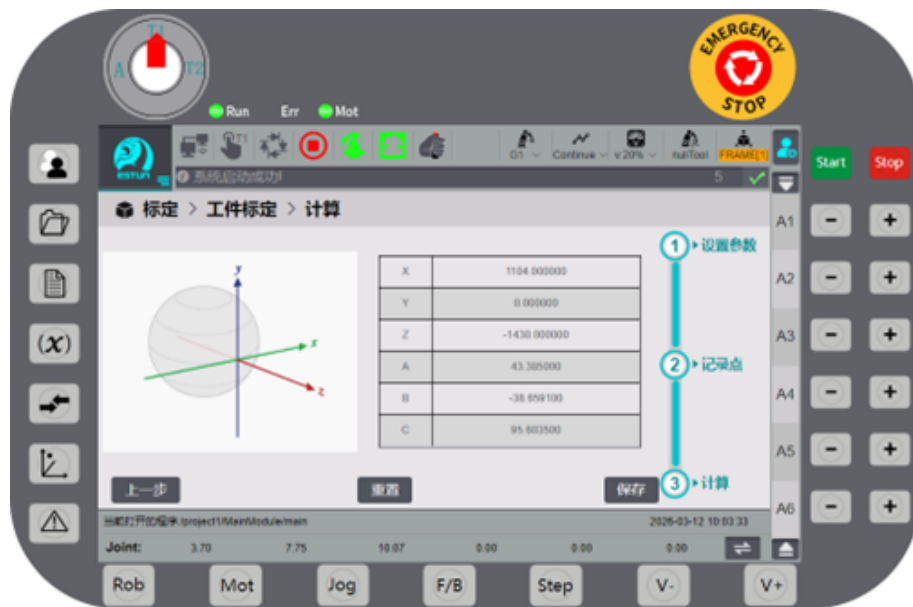 T1
A
T2
EMERGENCY
STOP
Run Err Mot
T1
G1 Continue v:20% nullTool FRAME[1]
ESTUN
系统启动成功! 5
Start Stop
标定 > 工件标定 > 计算
A1 - +
1 设置参数
y
x
z
X 1104.000000
Y 0.000000
Z -1430.000000
A 43.385000
B -38.659100
C 95.603500
A2 - +
(x)
A3 - +
2 记录点
A4 - +
A5 - +
上一步 重置 保存
3 计算
A6 - +
当前打开的程序:/project1/MainModule/main 2026-03-12 10:03:33
Joint: 3.70 7.75 10.07 0.00 0.00 0.00
Rob Mot Jog F/B Step V- V+